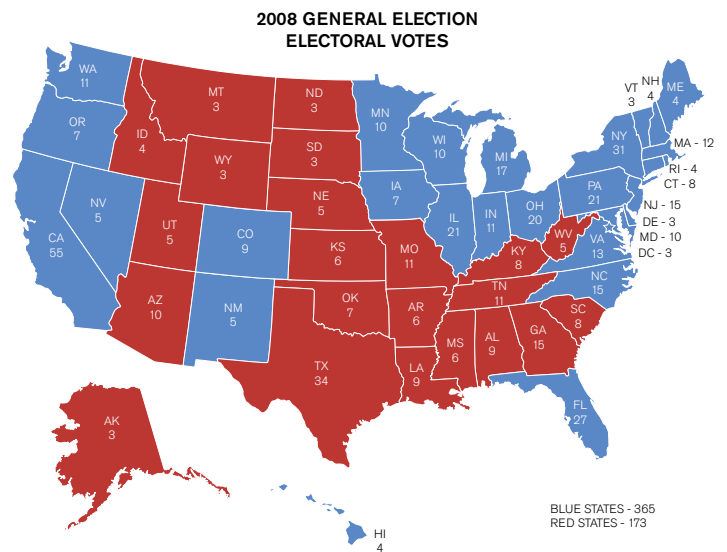 2008 GENERAL ELECTION
ELECTORAL VOTES
WA
11
OR
7
CA
55
NV
5
ID
4
MT
3
WY
3
UT
5
AZ
10
CO
9
NM
5
ND
3
SD
3
NE
5
KS
6
OK
7
TX
34
MN
10
IA
7
MO
11
AR
6
LA
9
WI
10
IL
21
MI
17
IN
11
OH
20
KY
8
TN
11
MS
6
AL
9
GA
15
FL
27
SC
8
NC
15
VA
13
WV
5
PA
21
NY
31
VT
3
NH
4
ME
4
MA - 12
RI - 4
CT - 8
NJ - 15
DE - 3
MD - 10
DC - 3
AK
3
HI
4
BLUE STATES - 365
RED STATES - 173